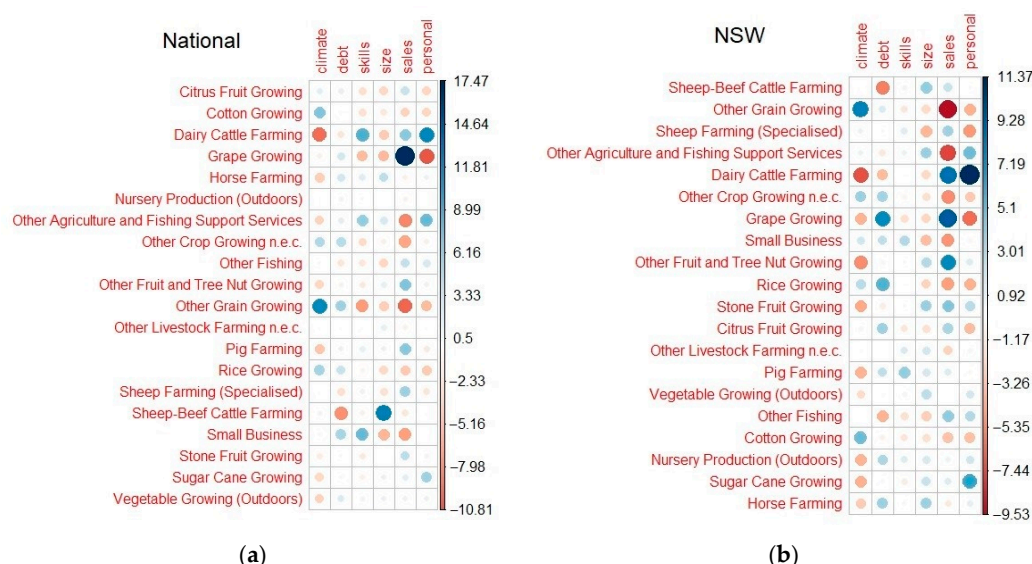 National
climate
debt
skills
size
sales
personal
Citrus Fruit Growing
Cotton Growing
Dairy Cattle Farming
Grape Growing
Horse Farming
Nursery Production (Outdoors)
Other Agriculture and Fishing Support Services
Other Crop Growing n.e.c.
Other Fishing
Other Fruit and Tree Nut Growing
Other Grain Growing
Other Livestock Farming n.e.c.
Pig Farming
Rice Growing
Sheep Farming (Specialised)
Sheep-Beef Cattle Farming
Small Business
Stone Fruit Growing
Sugar Cane Growing
Vegetable Growing (Outdoors)
17.47
14.64
11.81
8.99
6.16
3.33
0.5
−2.33
−5.16
−7.98
−10.81
(a)
NSW
climate
debt
skills
size
sales
personal
Sheep-Beef Cattle Farming
Other Grain Growing
Sheep Farming (Specialised)
Other Agriculture and Fishing Support Services
Dairy Cattle Farming
Other Crop Growing n.e.c.
Grape Growing
Small Business
Other Fruit and Tree Nut Growing
Rice Growing
Stone Fruit Growing
Citrus Fruit Growing
Other Livestock Farming n.e.c.
Pig Farming
Vegetable Growing (Outdoors)
Other Fishing
Cotton Growing
Nursery Production (Outdoors)
Sugar Cane Growing
Horse Farming
11.37
9.28
7.19
5.1
3.01
0.92
−1.17
−3.26
−5.35
−7.44
−9.53
(b)